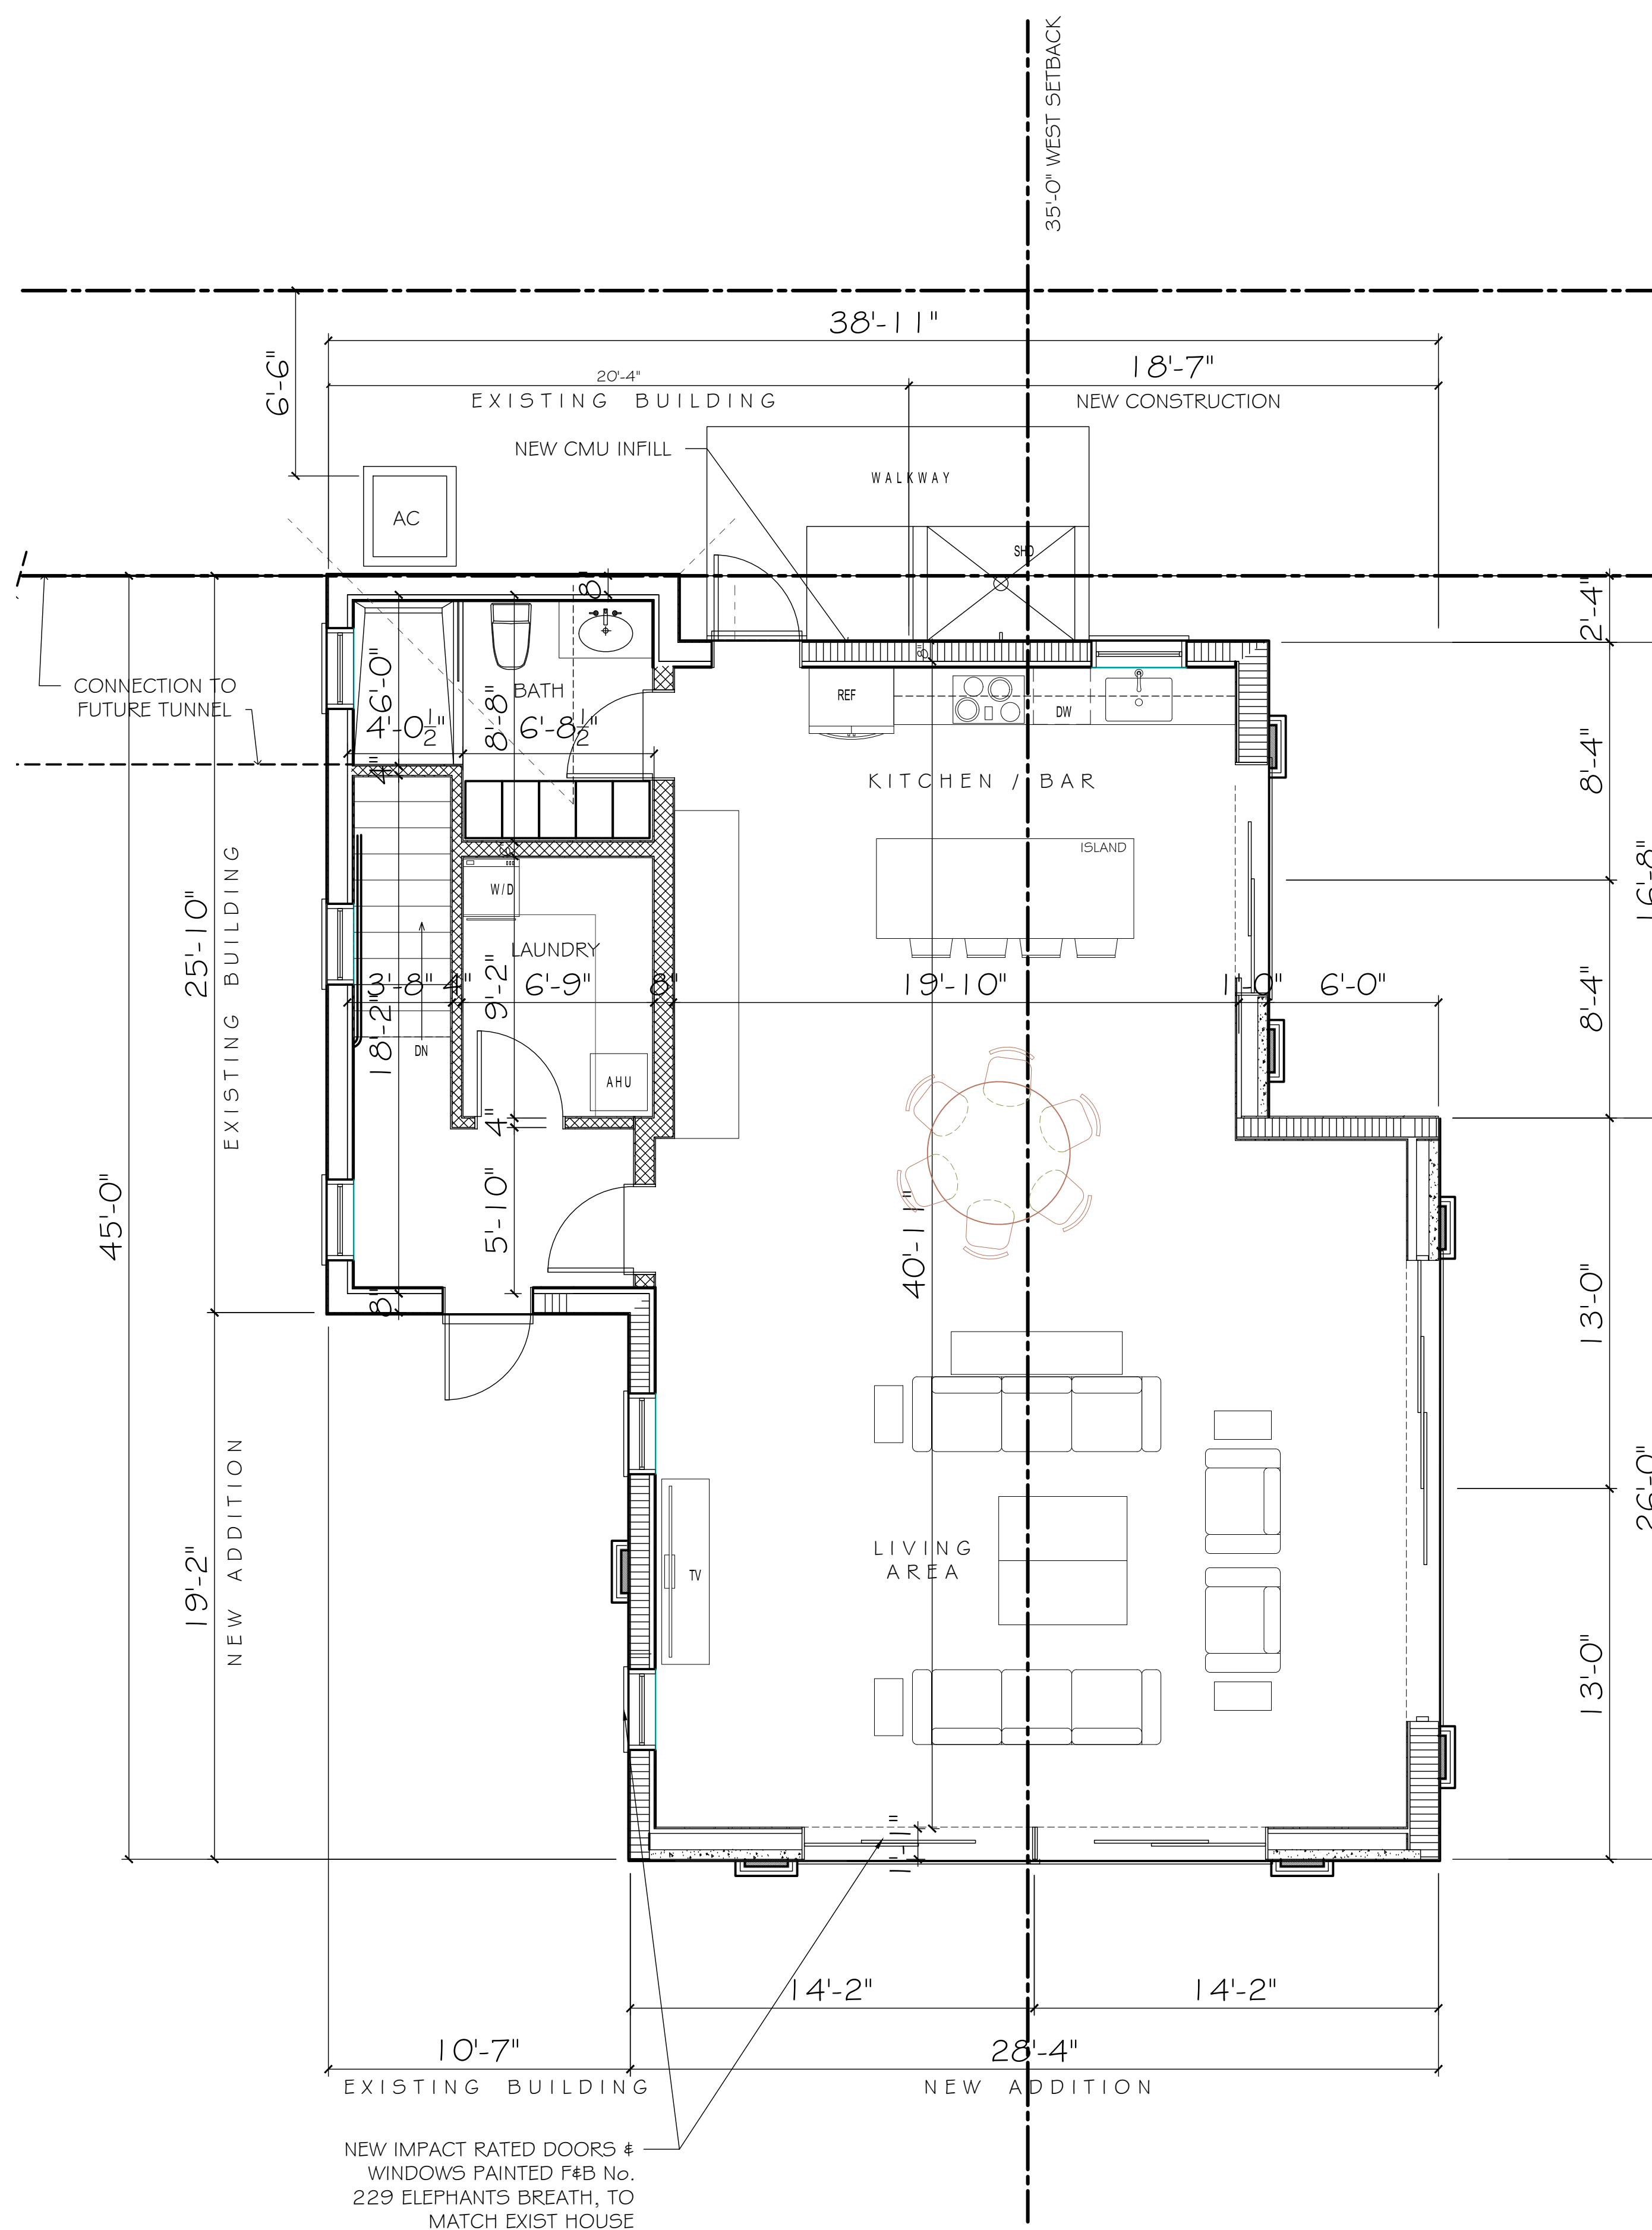 35'-0" WEST SETBACK
38'-11"
6'-6"
20'-4"
18'-7"
EXISTING BUILDING
NEW CONSTRUCTION
NEW CMU INFILL
WALKWAY
AC
8"
2'-4"
8"
CONNECTION TO
FUTURE TUNNEL
6'-0"
BATH
REF
DW
4'-0½"
8'-8"
6'-8½"
4"
KITCHEN / BAR
8'-4"
ISLAND
16'-8"
W/D
LAUNDRY
25'-10"
EXISTING BUILDING
3'-8"
4"
9'-2"
6'-9"
8"
19'-10"
1'-0"
6'-0"
8'-4"
18'-2"
DN
AHU
4"
45'-0"
5'-10"
40'-11"
8"
13'-0"
26'-0"
NEW ADDITION
19'-2"
LIVING
AREA
TV
13'-0"
1'-1"
14'-2"
14'-2"
10'-7"
28'-4"
EXISTING BUILDING
NEW ADDITION
NEW IMPACT RATED DOORS &
WINDOWS PAINTED F&B No.
229 ELEPHANTS BREATH, TO
MATCH EXIST HOUSE